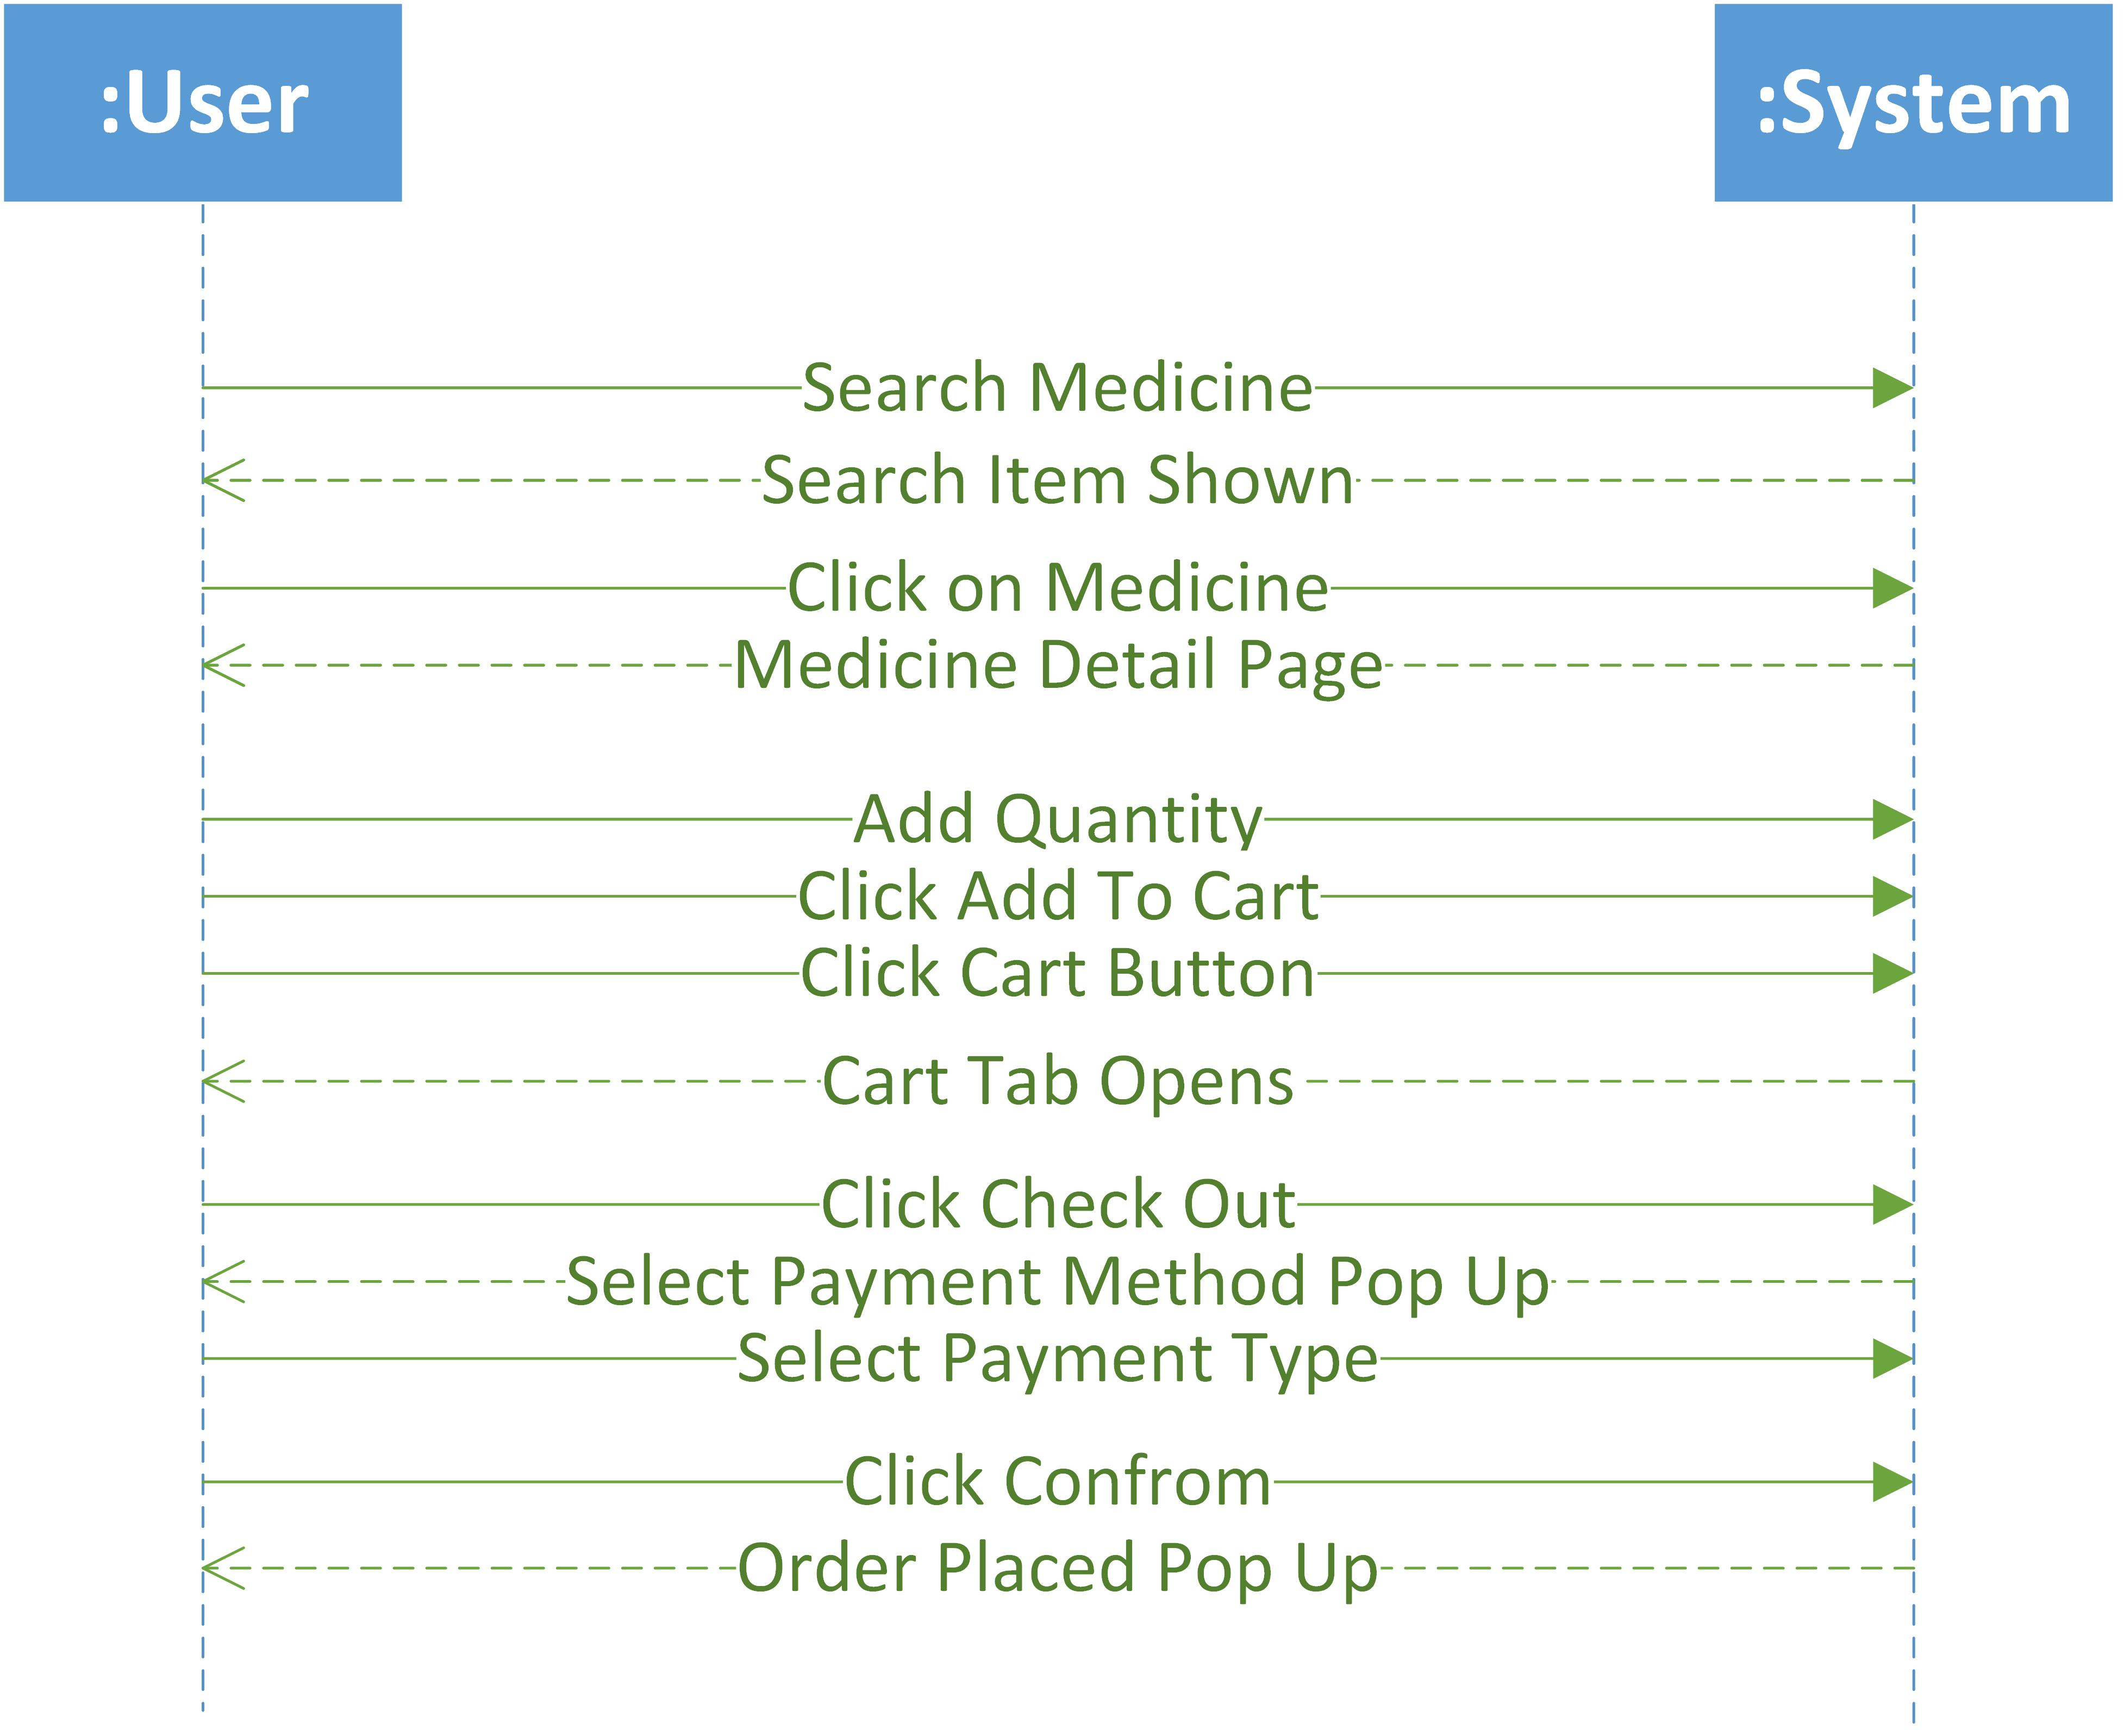 :User
:System
Search Medicine
Search Item Shown
Click on Medicine
Medicine Detail Page
Add Quantity
Click Add To Cart
Click Cart Button
Cart Tab Opens
Click Check Out
Select Payment Method Pop Up
Select Payment Type
Click Confrom
Order Placed Pop Up